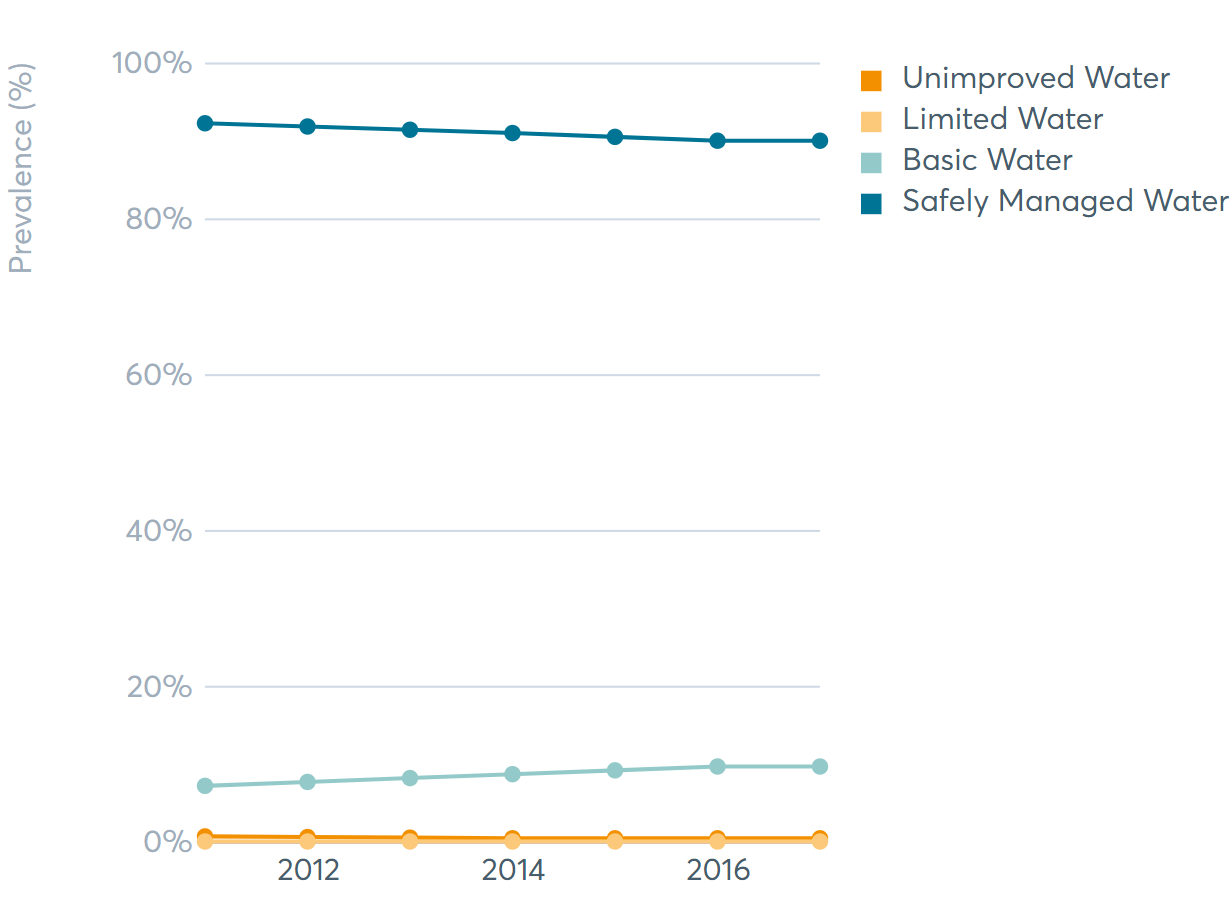 Prevalence (%)
100%
80%
60%
40%
20%
0%
2012
2014
2016
Unimproved Water
Limited Water
Basic Water
Safely Managed Water